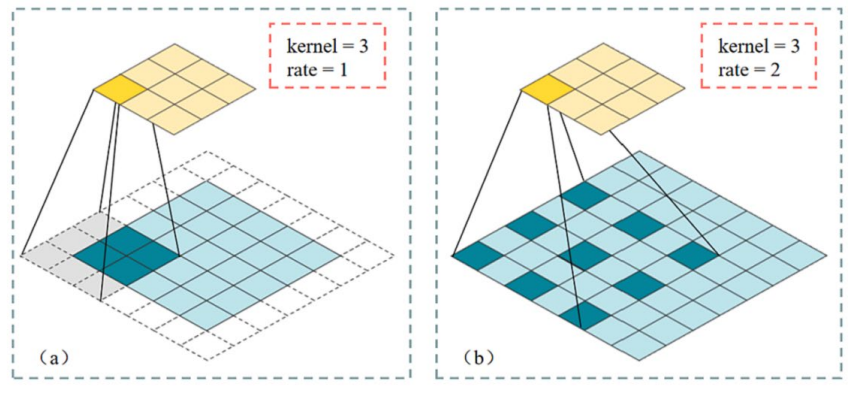 kernel = 3
rate = 1
(a)
kernel = 3
rate = 2
(b)